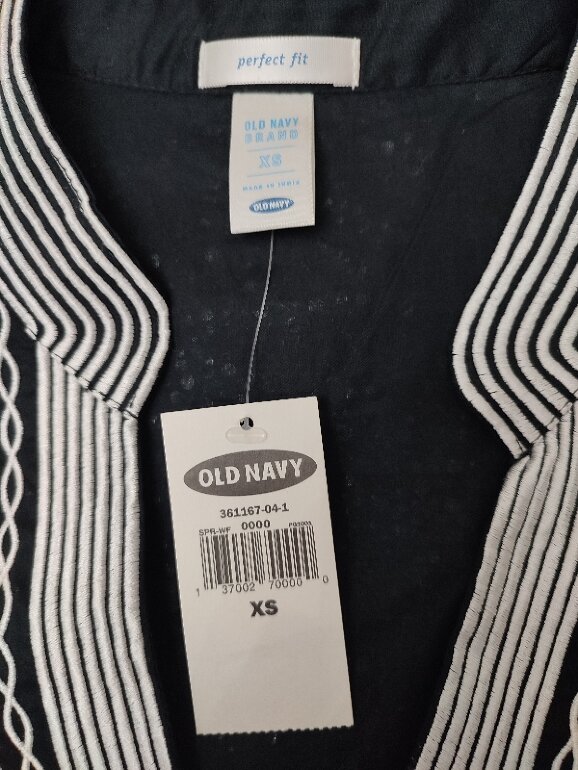 perfect fit
OLD NAVY
BRAND
XS
MADE IN INDIA
OLD NAVY
OLD NAVY
361167-04-1
SPR-WF 0000
1 37002 70000 0
XS